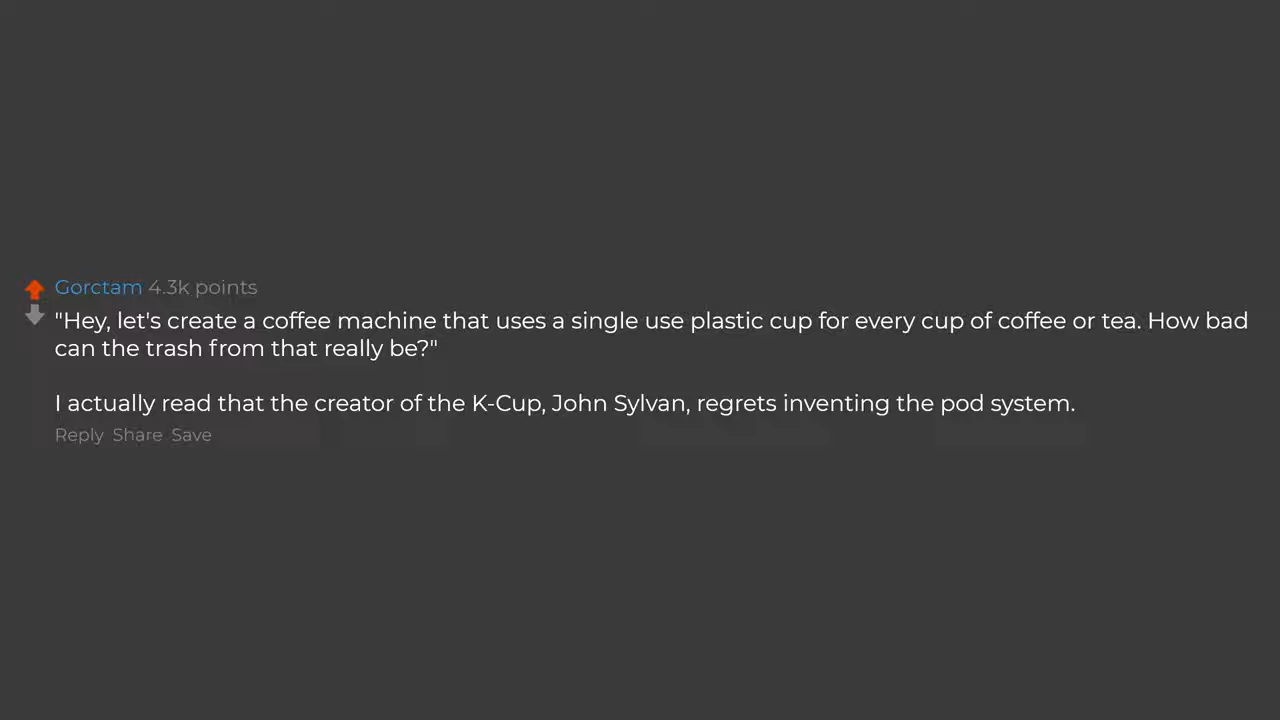 Gorctam 4.3k points
"Hey, let's create a coffee machine that uses a single use plastic cup for every cup of coffee or tea. How bad
can the trash from that really be?"
I actually read that the creator of the K-Cup, John Sylvan, regrets inventing the pod system.
Reply Share Save